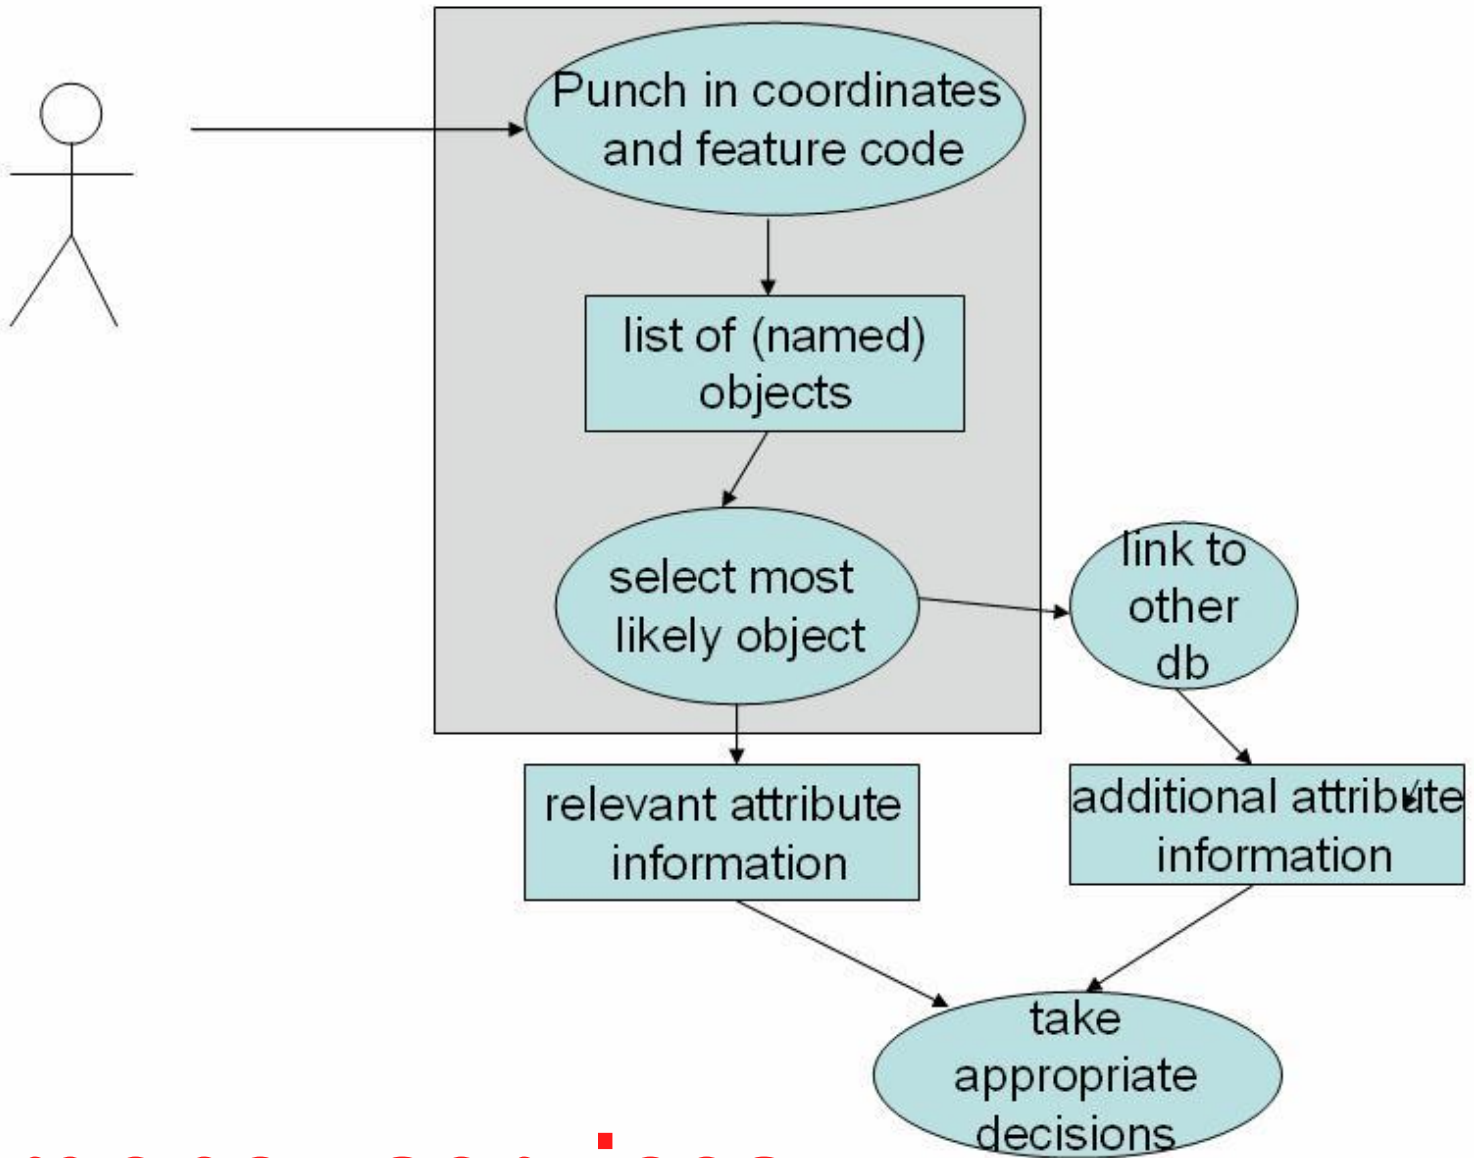 Punch in coordinates
and feature code
list of (named)
objects
select most
likely object
link to
other
db
relevant attribute
information
additional attribute
information
take
appropriate
decisions